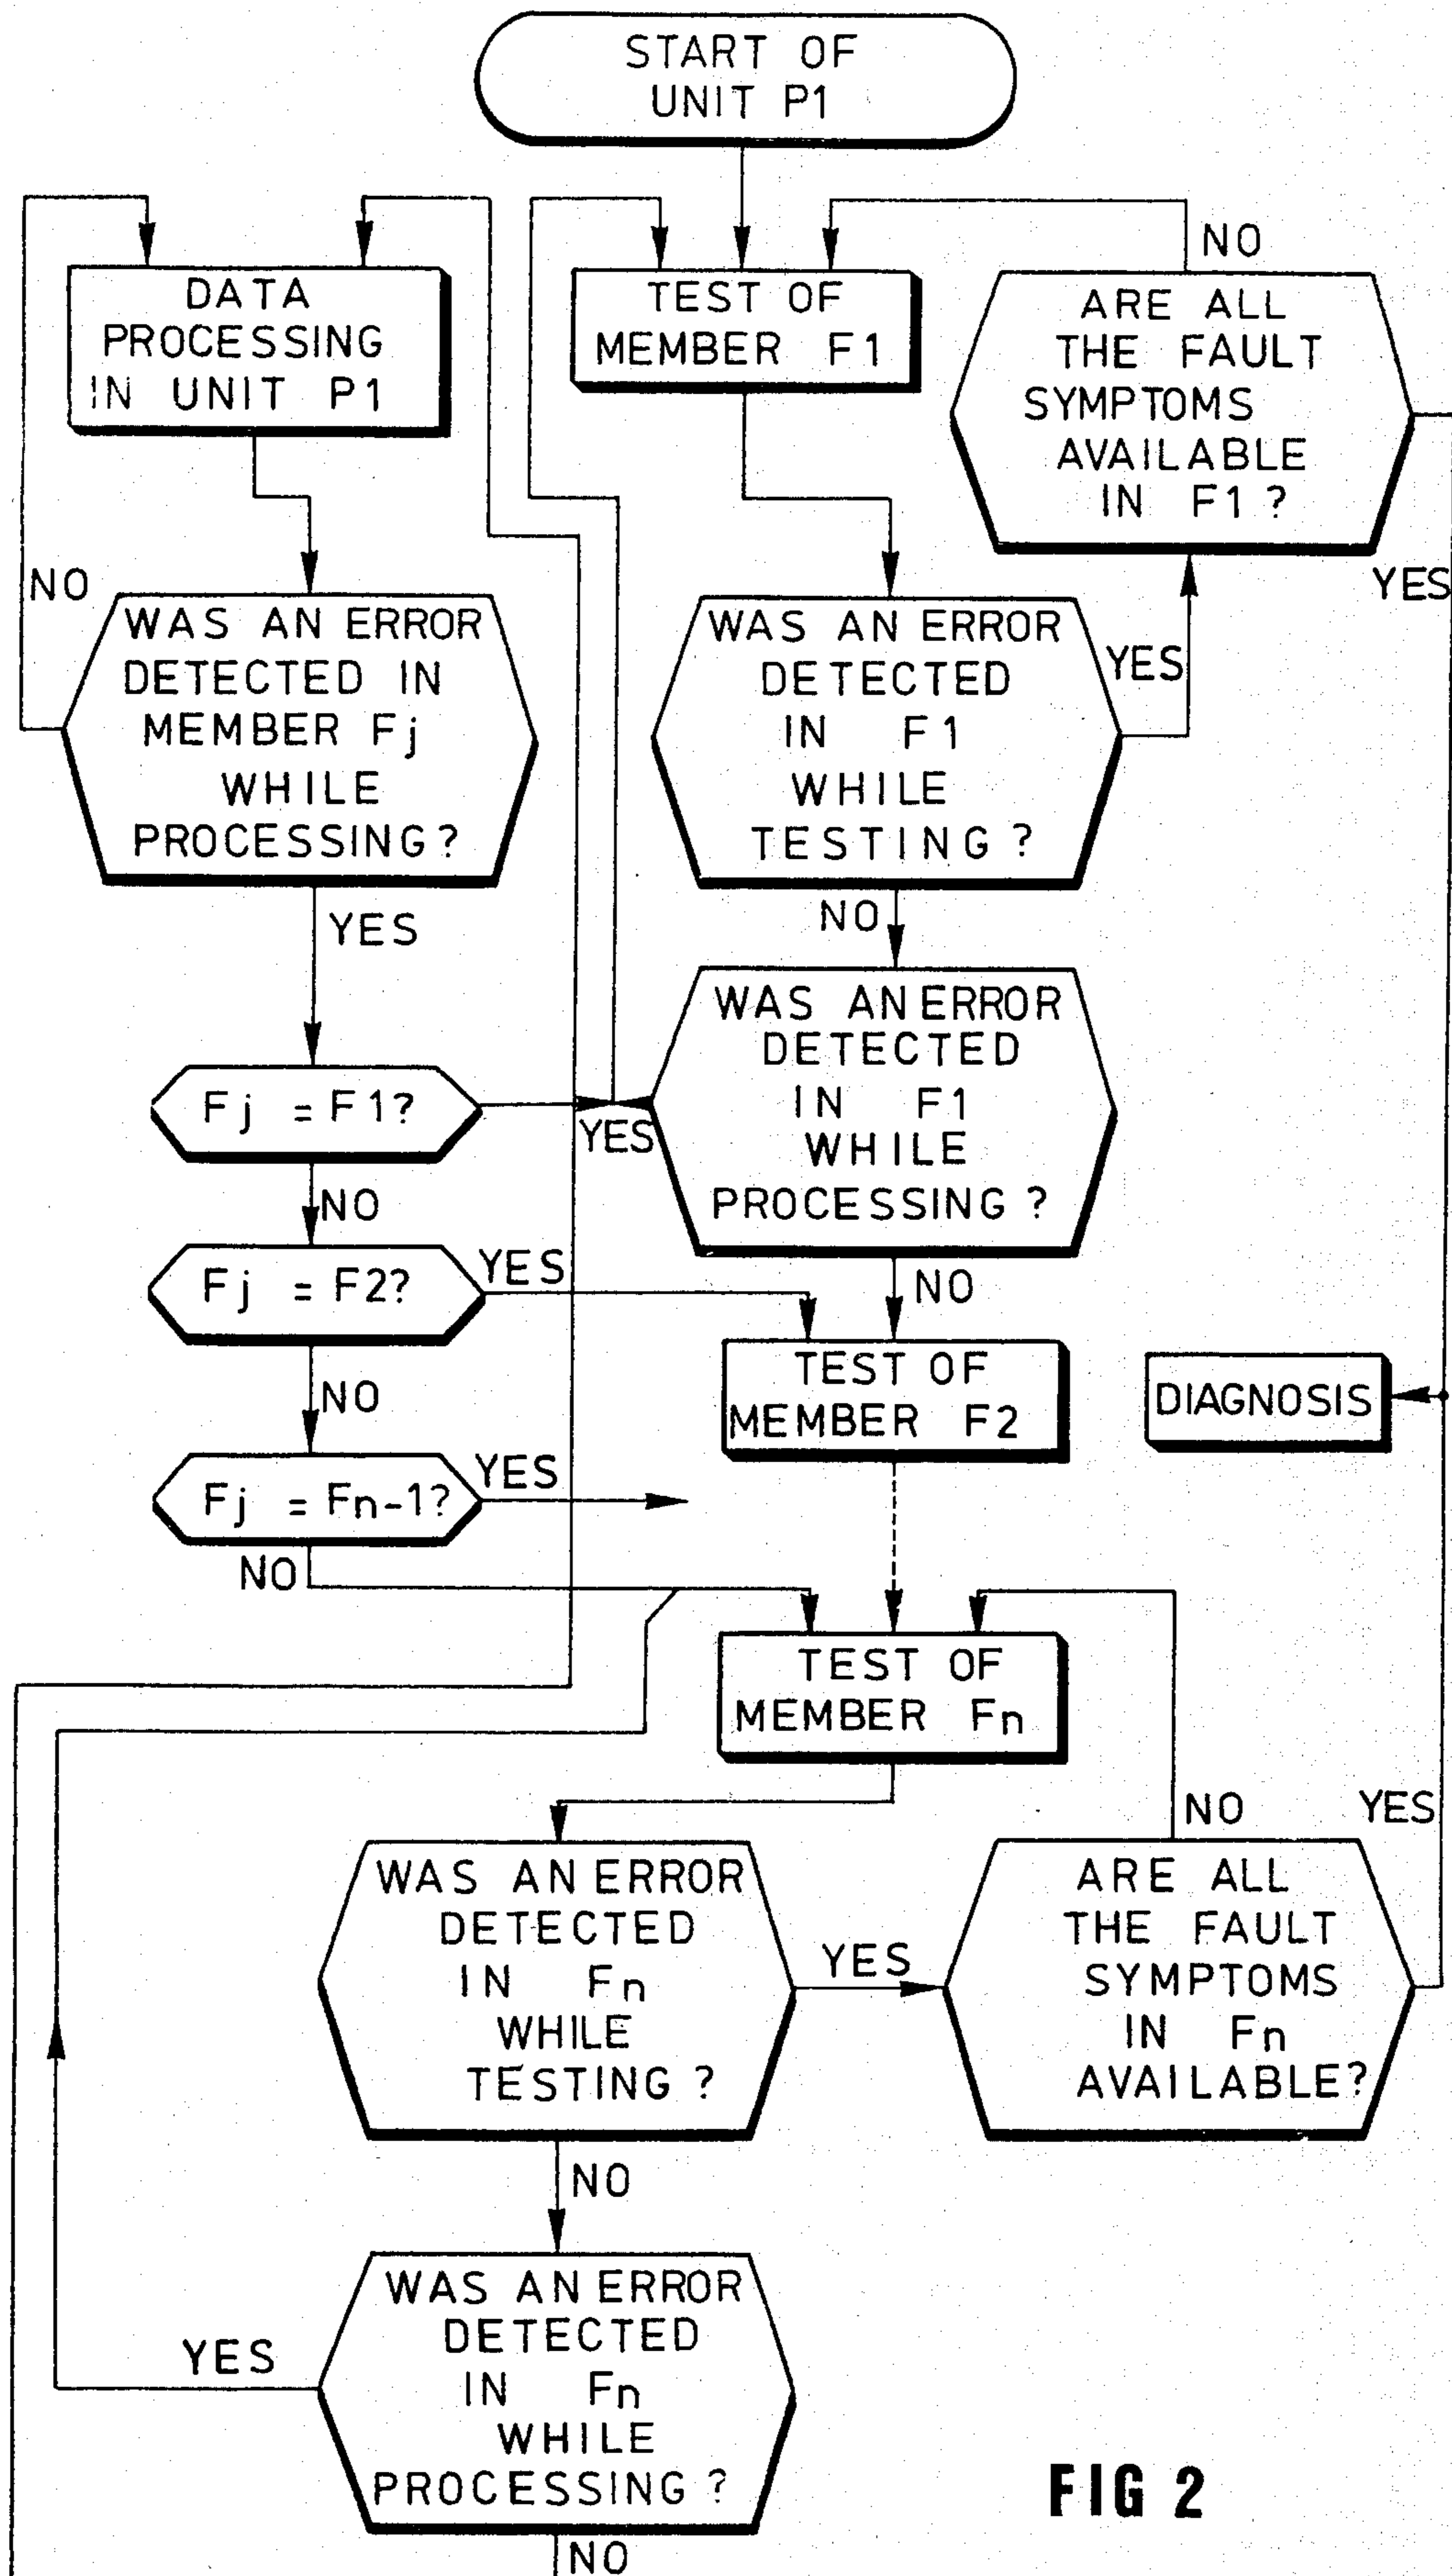 START OF
UNIT P1
DATA
PROCESSING
IN UNIT P1
TEST OF
MEMBER F1
NO
ARE ALL
THE FAULT
SYMPTOMS
AVAILABLE
IN F1?
YES
NO
WAS AN ERROR
DETECTED IN
MEMBER Fj
WHILE
PROCESSING?
YES
WAS AN ERROR
DETECTED
IN F1
WHILE
TESTING?
YES
NO
WAS AN ERROR
DETECTED
IN F1
WHILE
PROCESSING?
YES
NO
Fj = F1?
NO
Fj = F2?
YES
NO
Fj = Fn-1?
YES
NO
TEST OF
MEMBER F2
DIAGNOSIS
TEST OF
MEMBER Fn
NO
YES
WAS AN ERROR
DETECTED
IN Fn
WHILE
TESTING?
YES
ARE ALL
THE FAULT
SYMPTOMS
IN Fn
AVAILABLE?
NO
WAS AN ERROR
DETECTED
IN Fn
WHILE
PROCESSING?
YES
NO
FIG 2